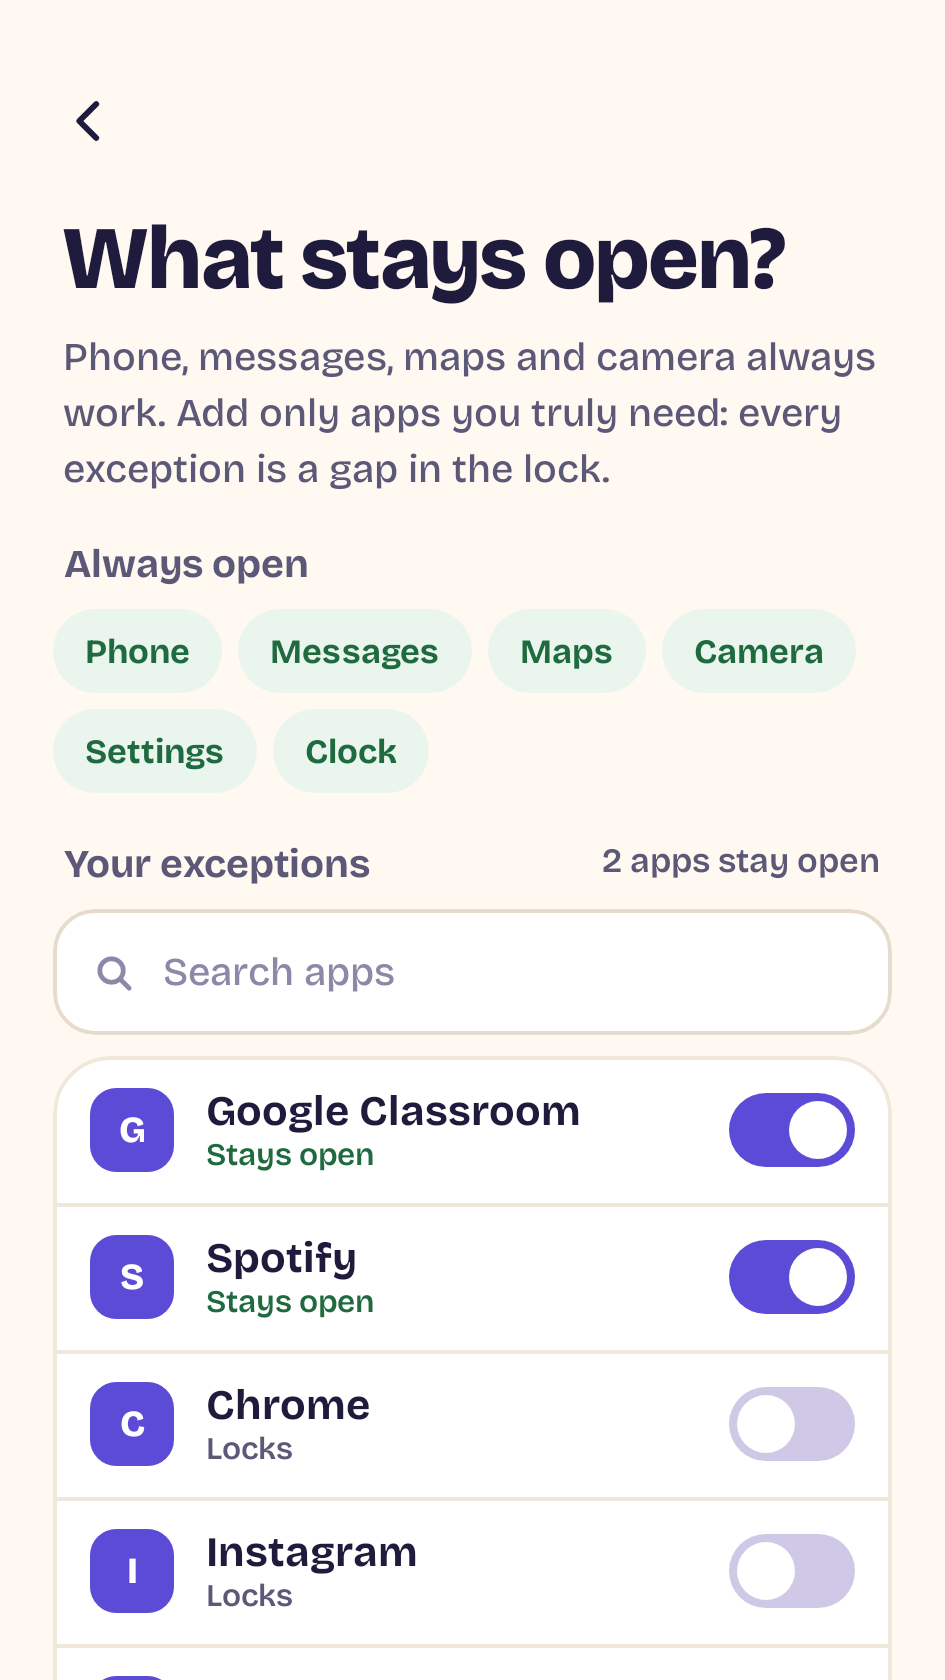 What stays open?
Phone, messages, maps and camera always
work. Add only apps you truly need: every
exception is a gap in the lock.
Always open
Phone Messages Maps Camera
Settings Clock
Your exceptions 2 apps stay open
Search apps
G Google Classroom
Stays open
S Spotify
Stays open
C Chrome
Locks
I Instagram
Locks